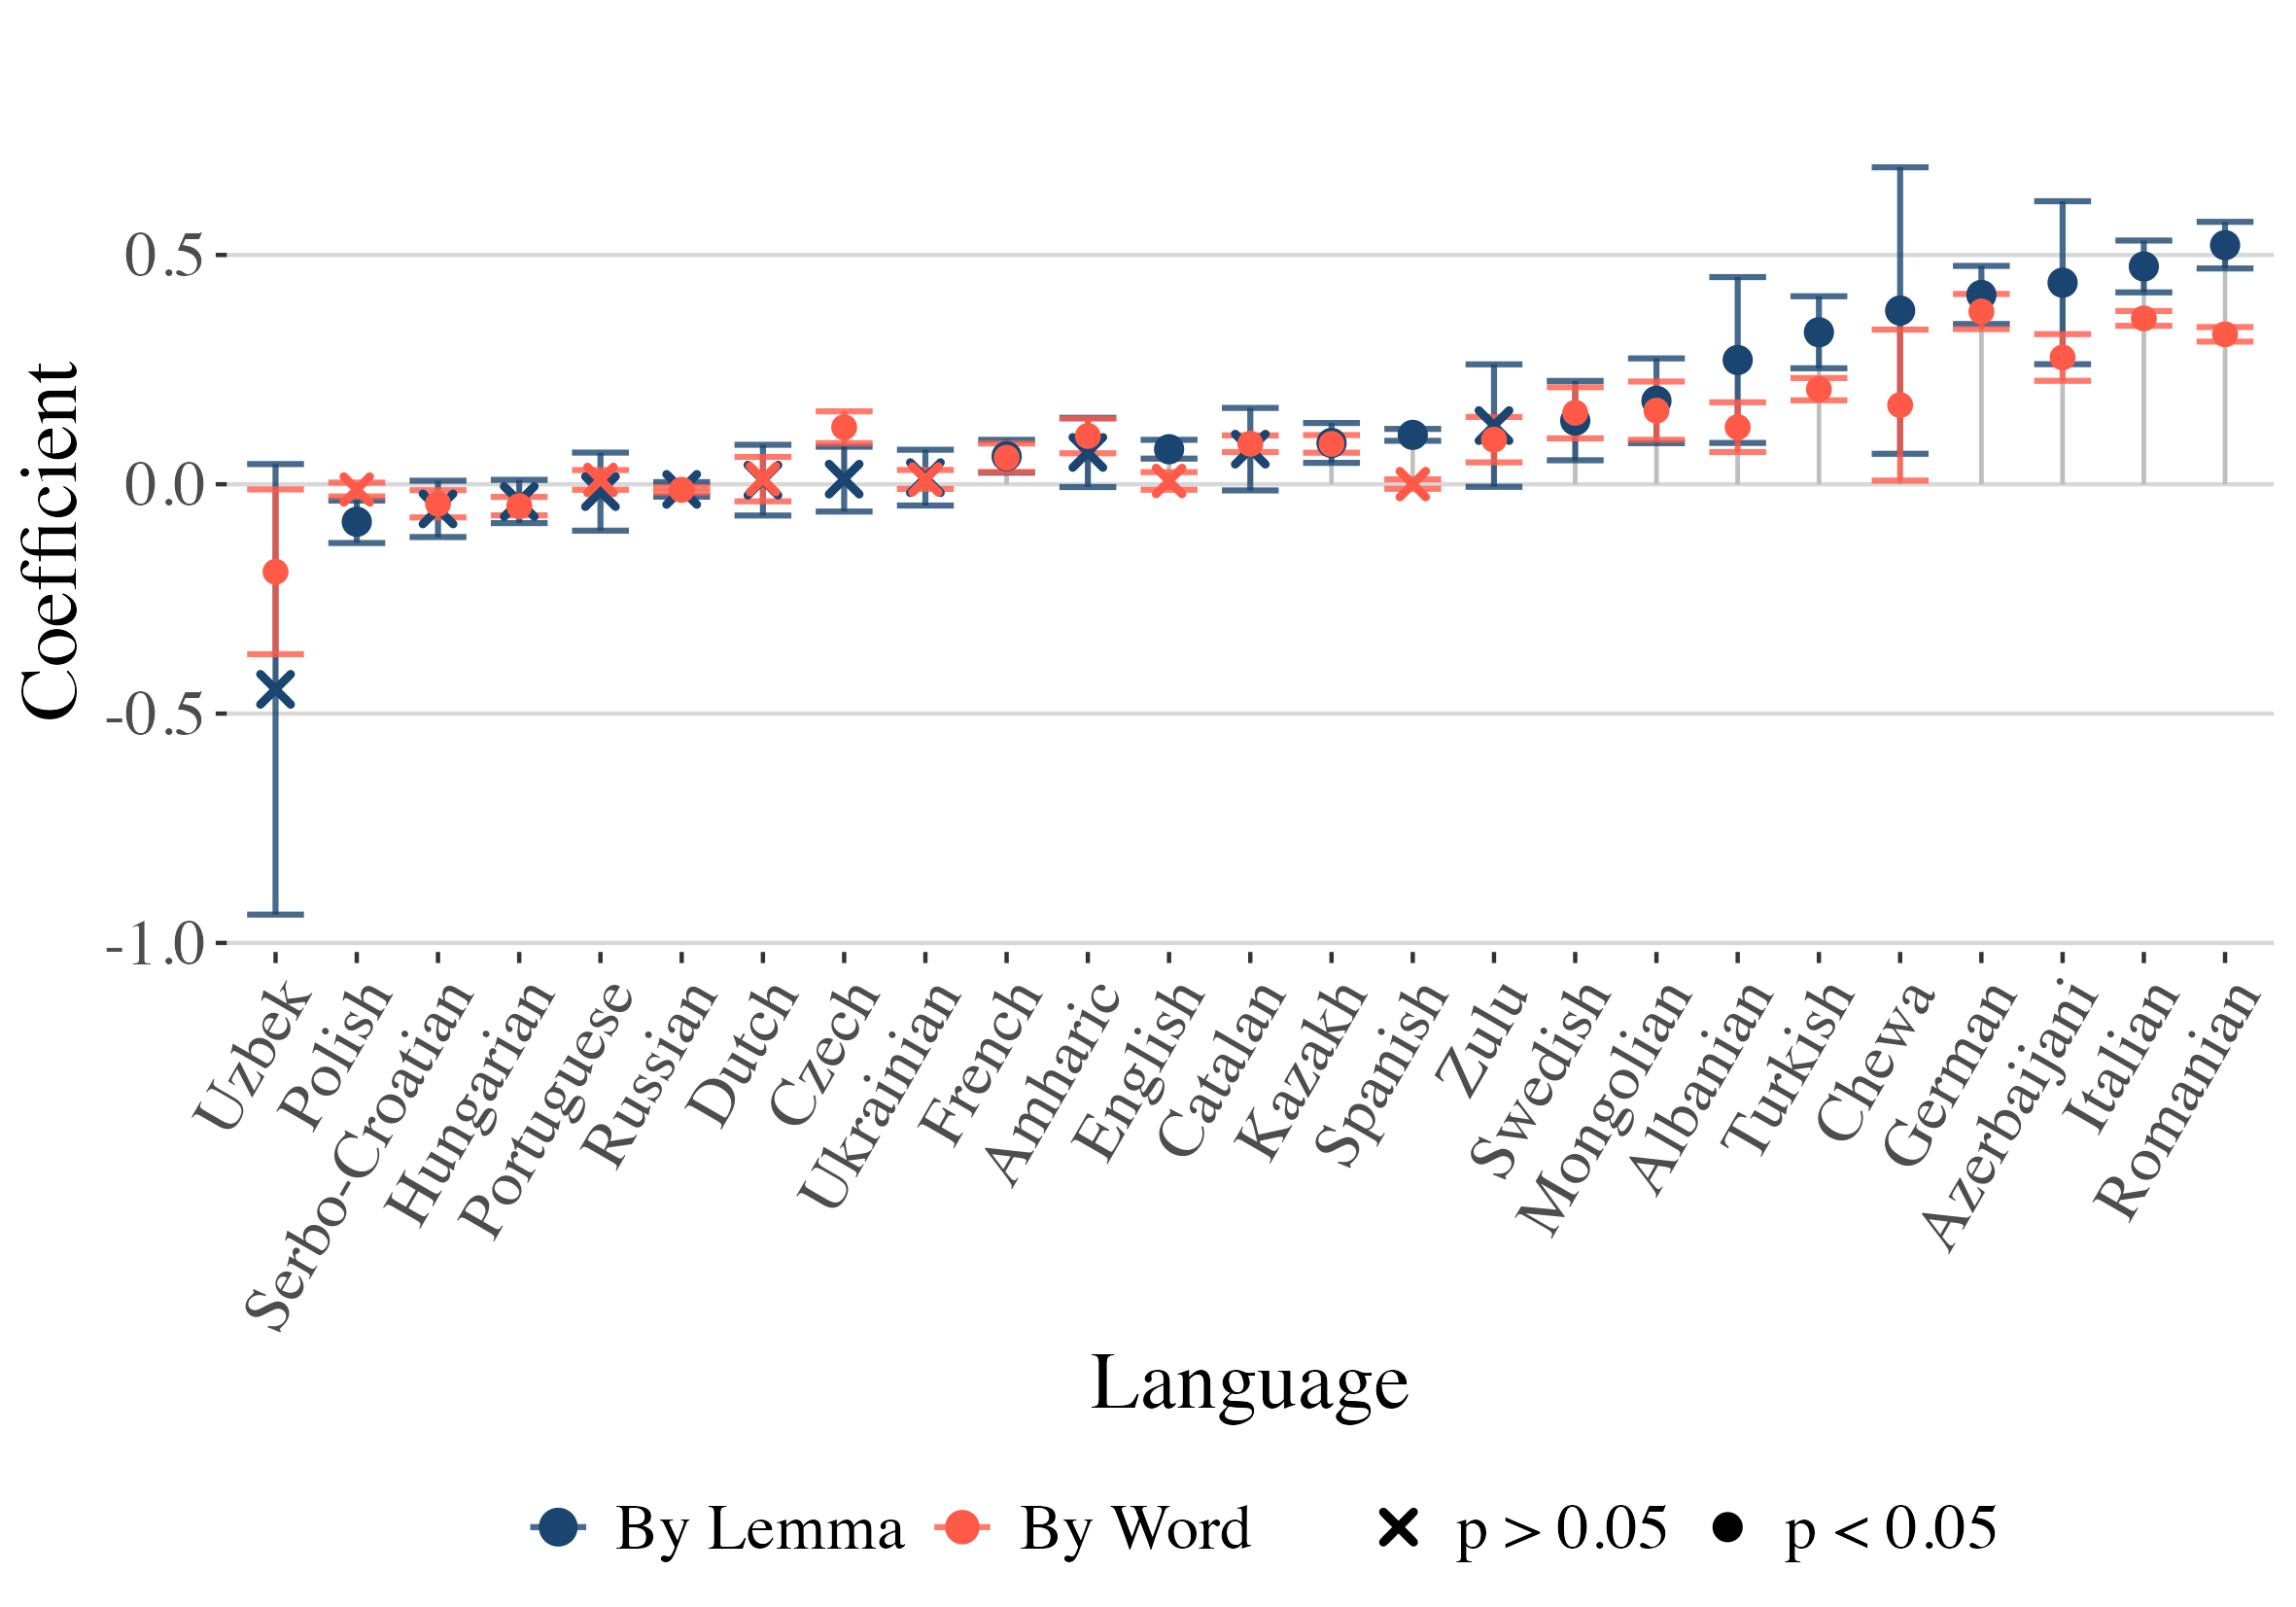 Coefficient
0.5
0.0
-0.5
-1.0
Uzbek
Polish
Serbo-Croatian
Hungarian
Portuguese
Russian
Dutch
Czech
Ukrainian
French
Amharic
English
Catalan
Kazakh
Spanish
Zulu
Swedish
Mongolian
Albanian
Turkish
Chewa
German
Azerbaijani
Italian
Romanian
Language
By Lemma By Word p > 0.05 p < 0.05